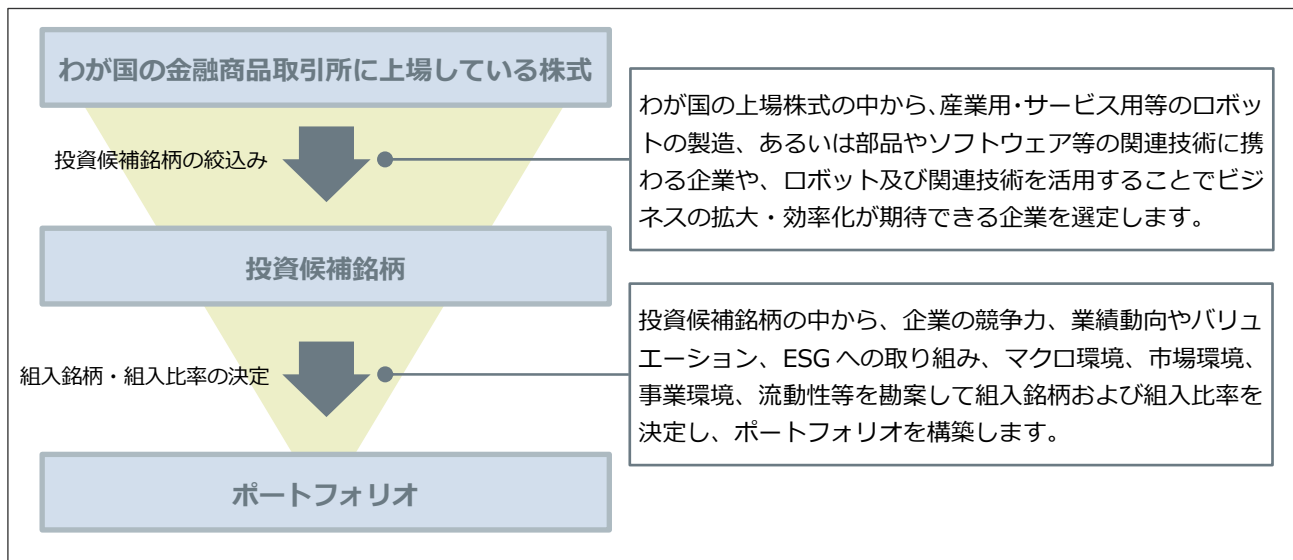 わが国の金融商品取引所に上場している株式
投資候補銘柄の絞込み
わが国の上場株式の中から、産業用・サービス用等のロボッ
トの製造、あるいは部品やソフトウェア等の関連技術に携
わる企業や、ロボット及び関連技術を活用することでビジ
ネスの拡大・効率化が期待できる企業を選定します。
投資候補銘柄
組入銘柄・組入比率の決定
投資候補銘柄の中から、企業の競争力、業績動向やバリュ
エーション、ESG への取り組み、マクロ環境、市場環境、
事業環境、流動性等を勘案して組入銘柄および組入比率を
決定し、ポートフォリオを構築します。
ポートフォリオ